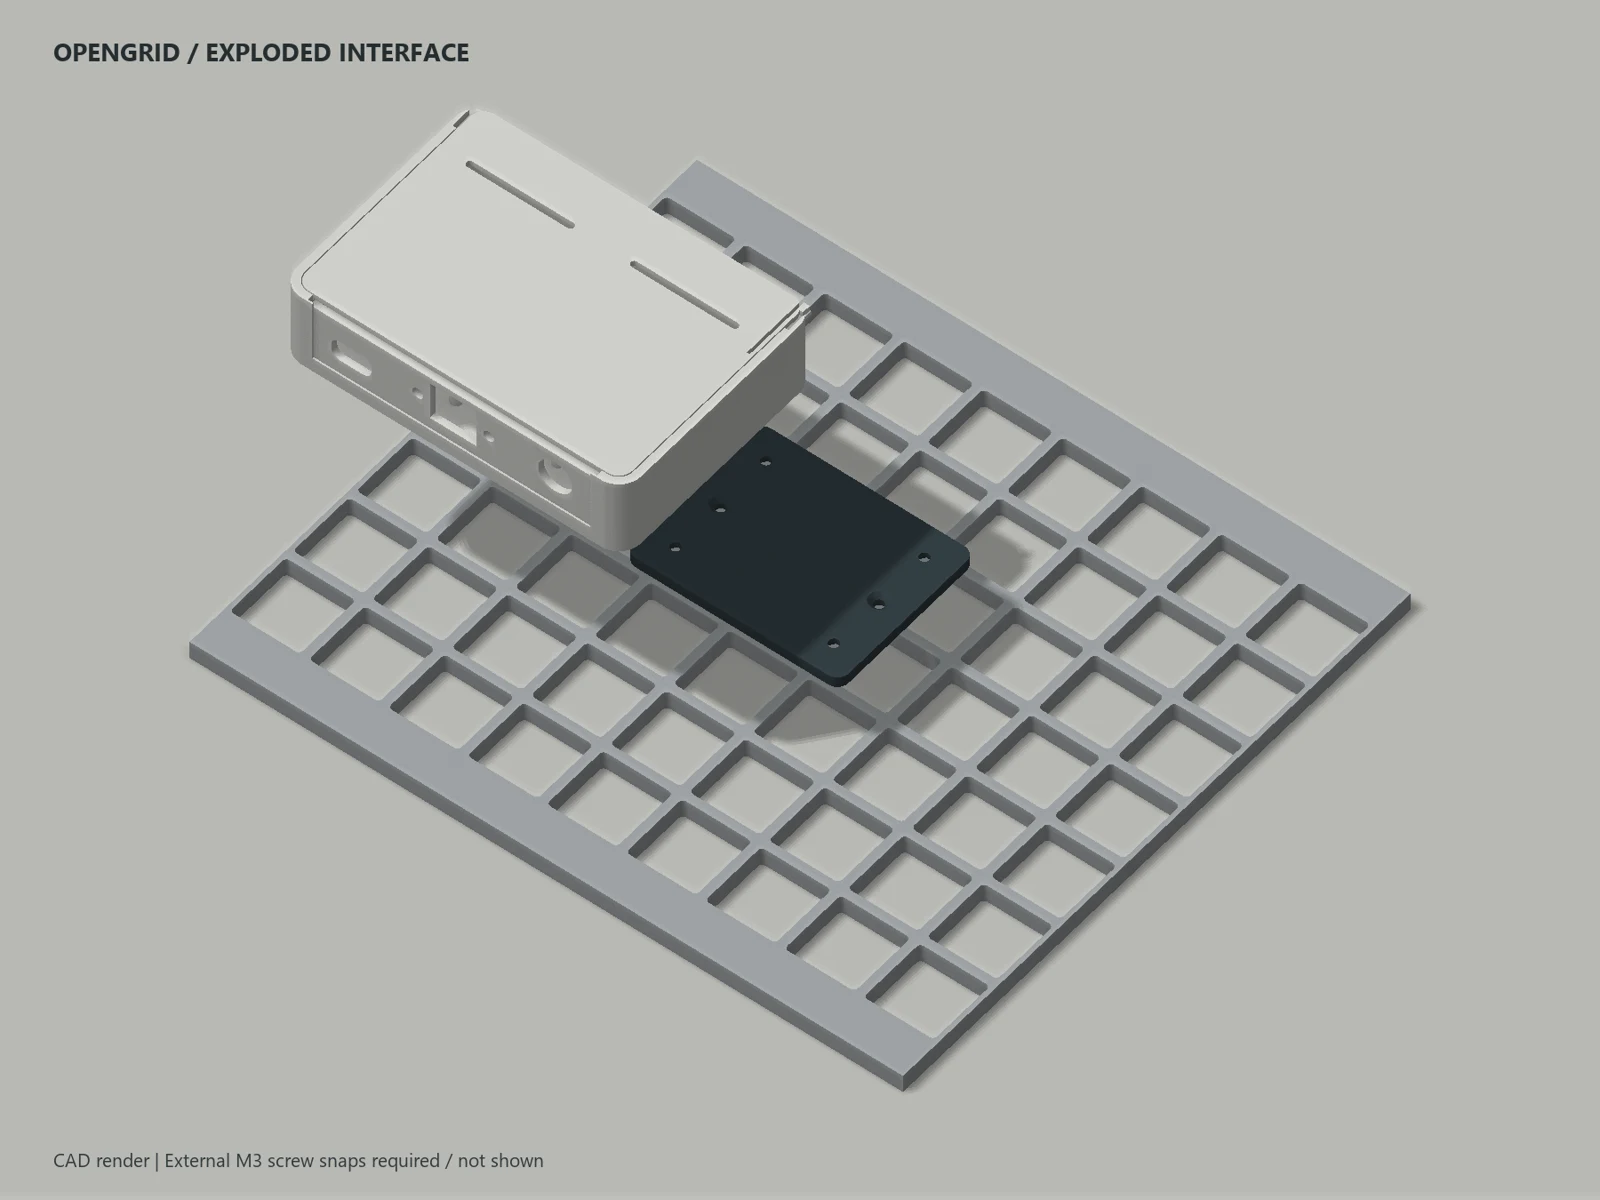 OPENGRID / EXPLODED INTERFACE
CAD render | External M3 screw snaps required / not shown